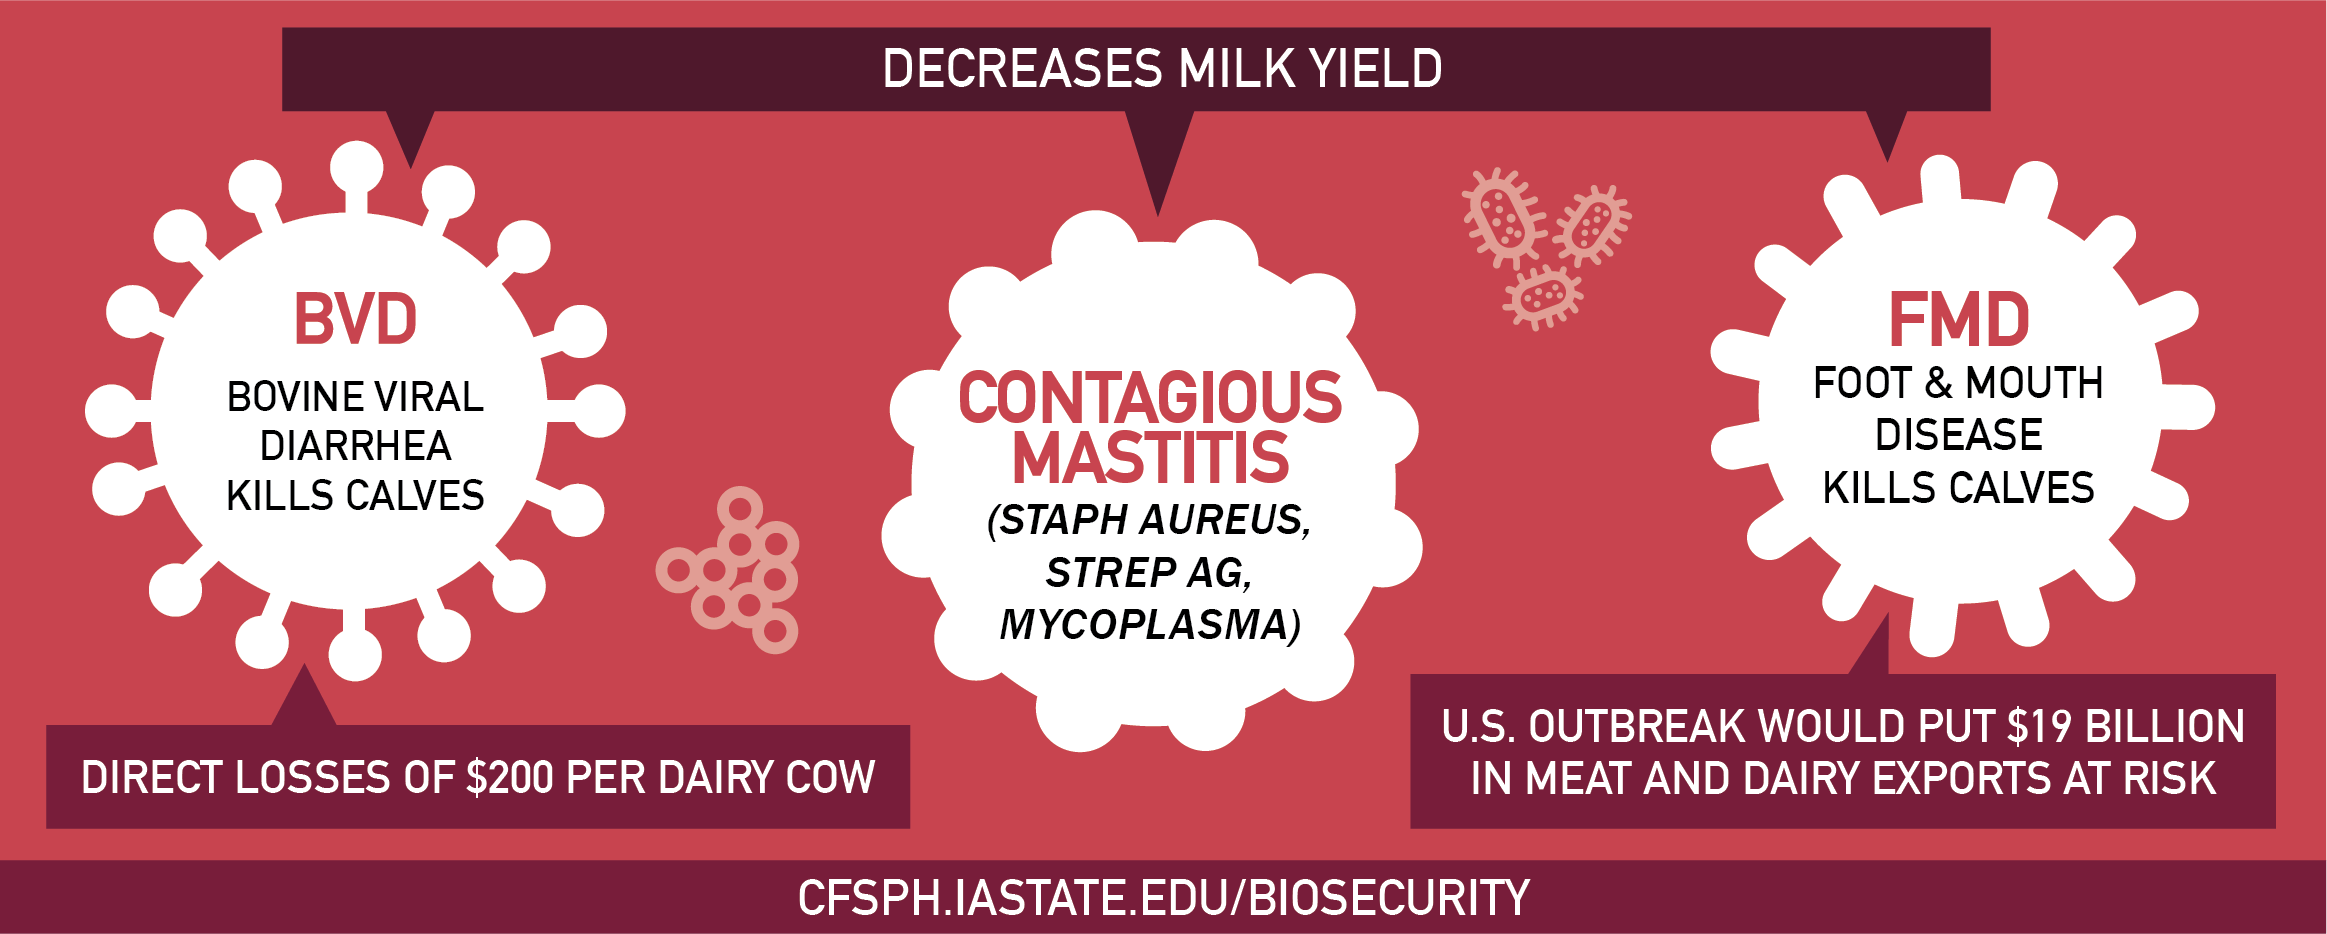 DECREASES MILK YIELD
BVD
BOVINE VIRAL
DIARRHEA
KILLS CALVES
CONTAGIOUS
MASTITIS
(STAPH AUREUS,
STREP AG,
MYCOPLASMA)
FMD
FOOT & MOUTH
DISEASE
KILLS CALVES
DIRECT LOSSES OF $200 PER DAIRY COW
U.S. OUTBREAK WOULD PUT $19 BILLION
IN MEAT AND DAIRY EXPORTS AT RISK
CFSPH.IASTATE.EDU/BIOSECURITY